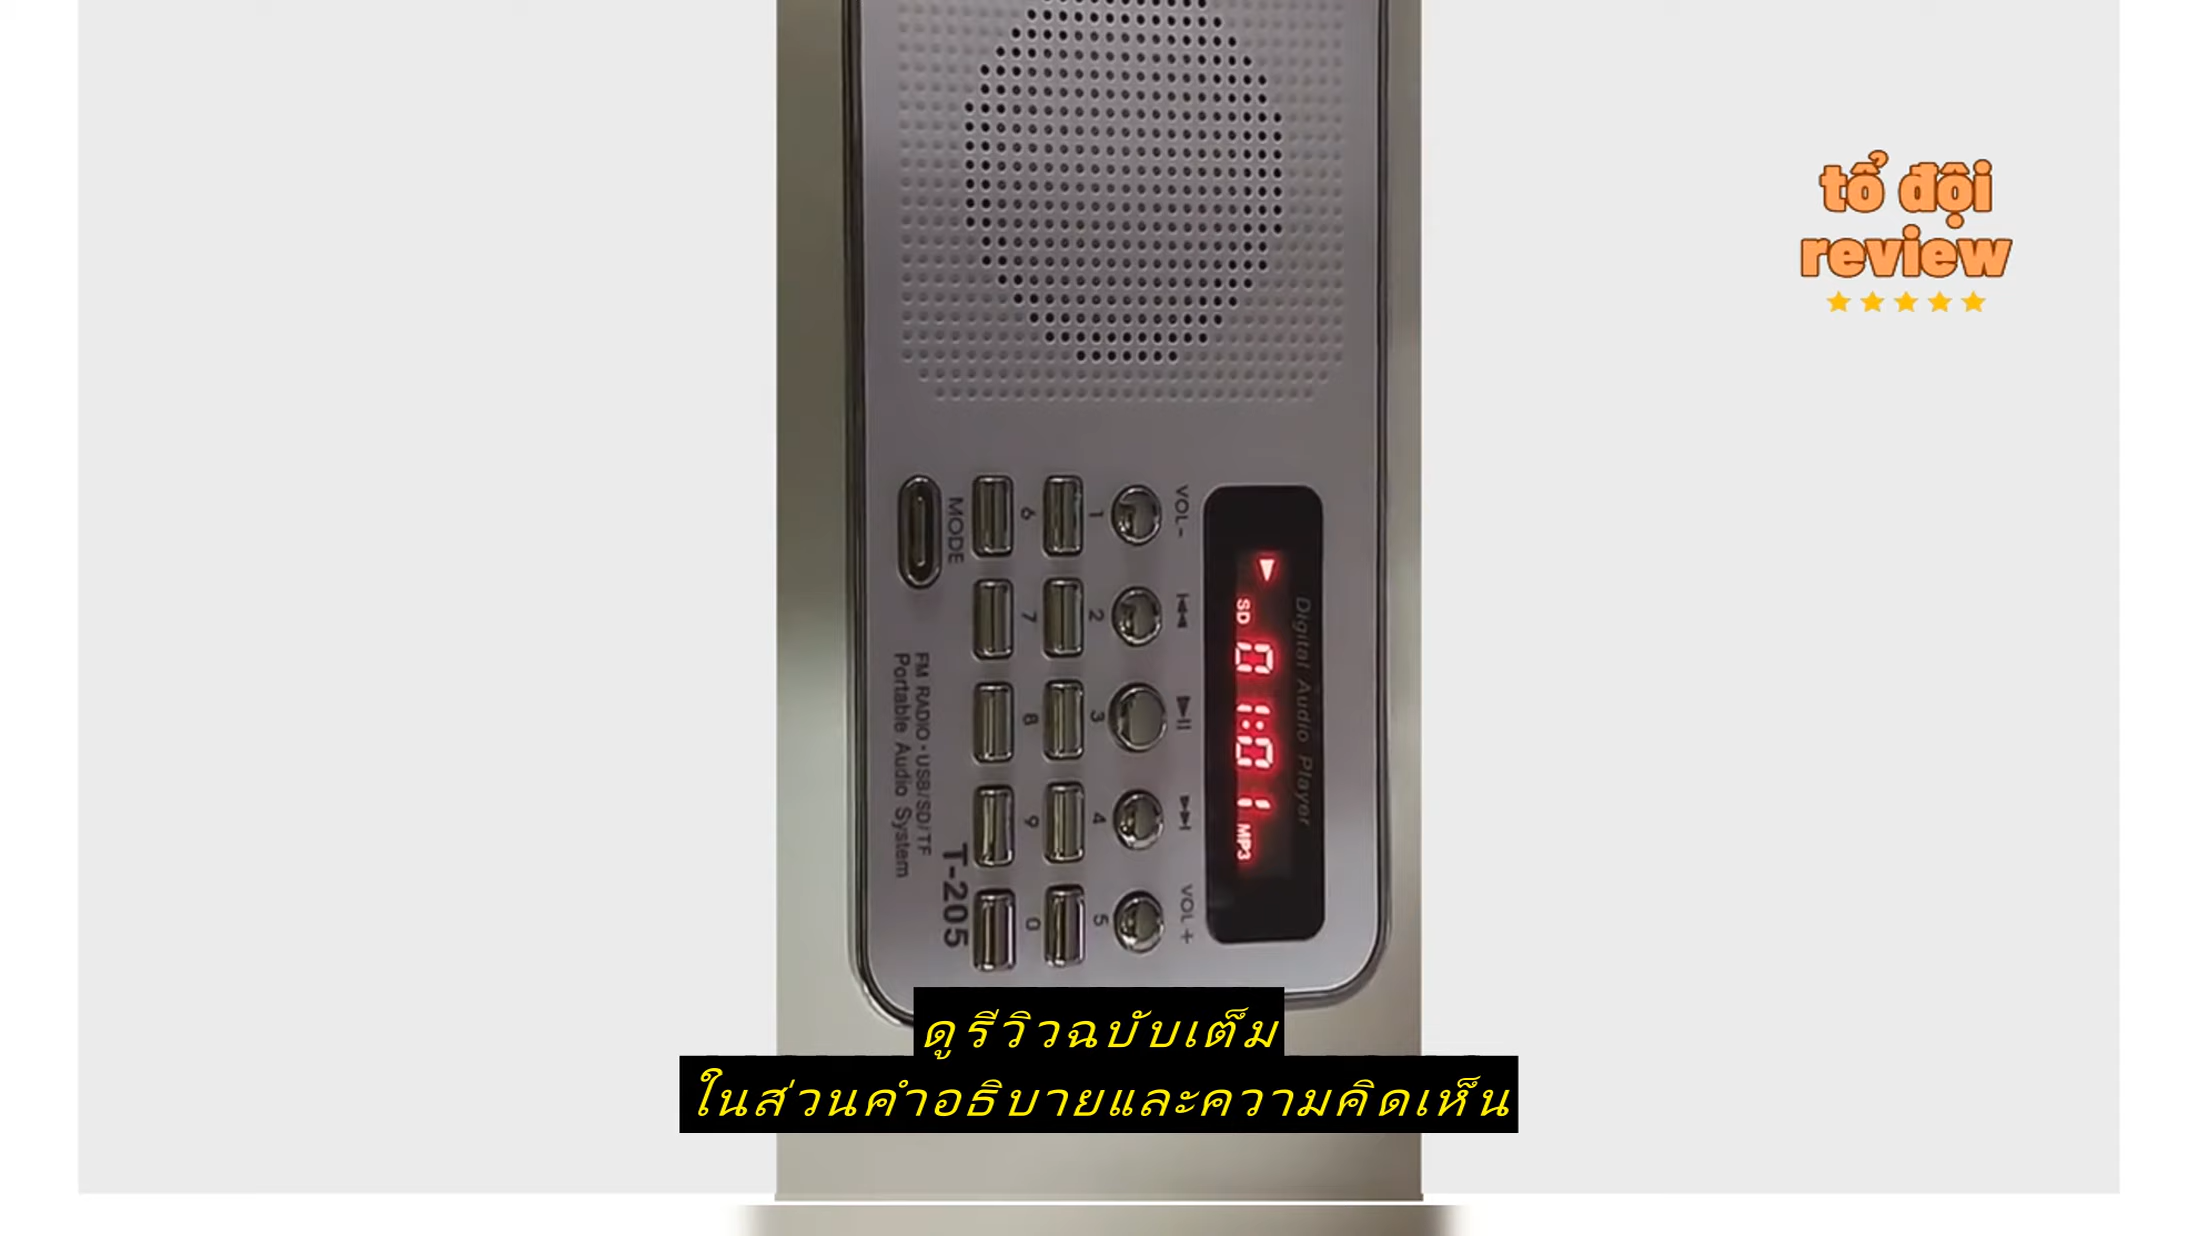 tổ đội
review
Digital Audio Player
SD 01:01 MP3
VOL-
VOL+
1 2 3 4 5
6 7 8 9 0
MODE
T-205
FM RADIO・USB/SD/TF
Portable Audio System
ดูรีวิวฉบับเต็ม
ในส่วนคำอธิบายและความคิดเห็น